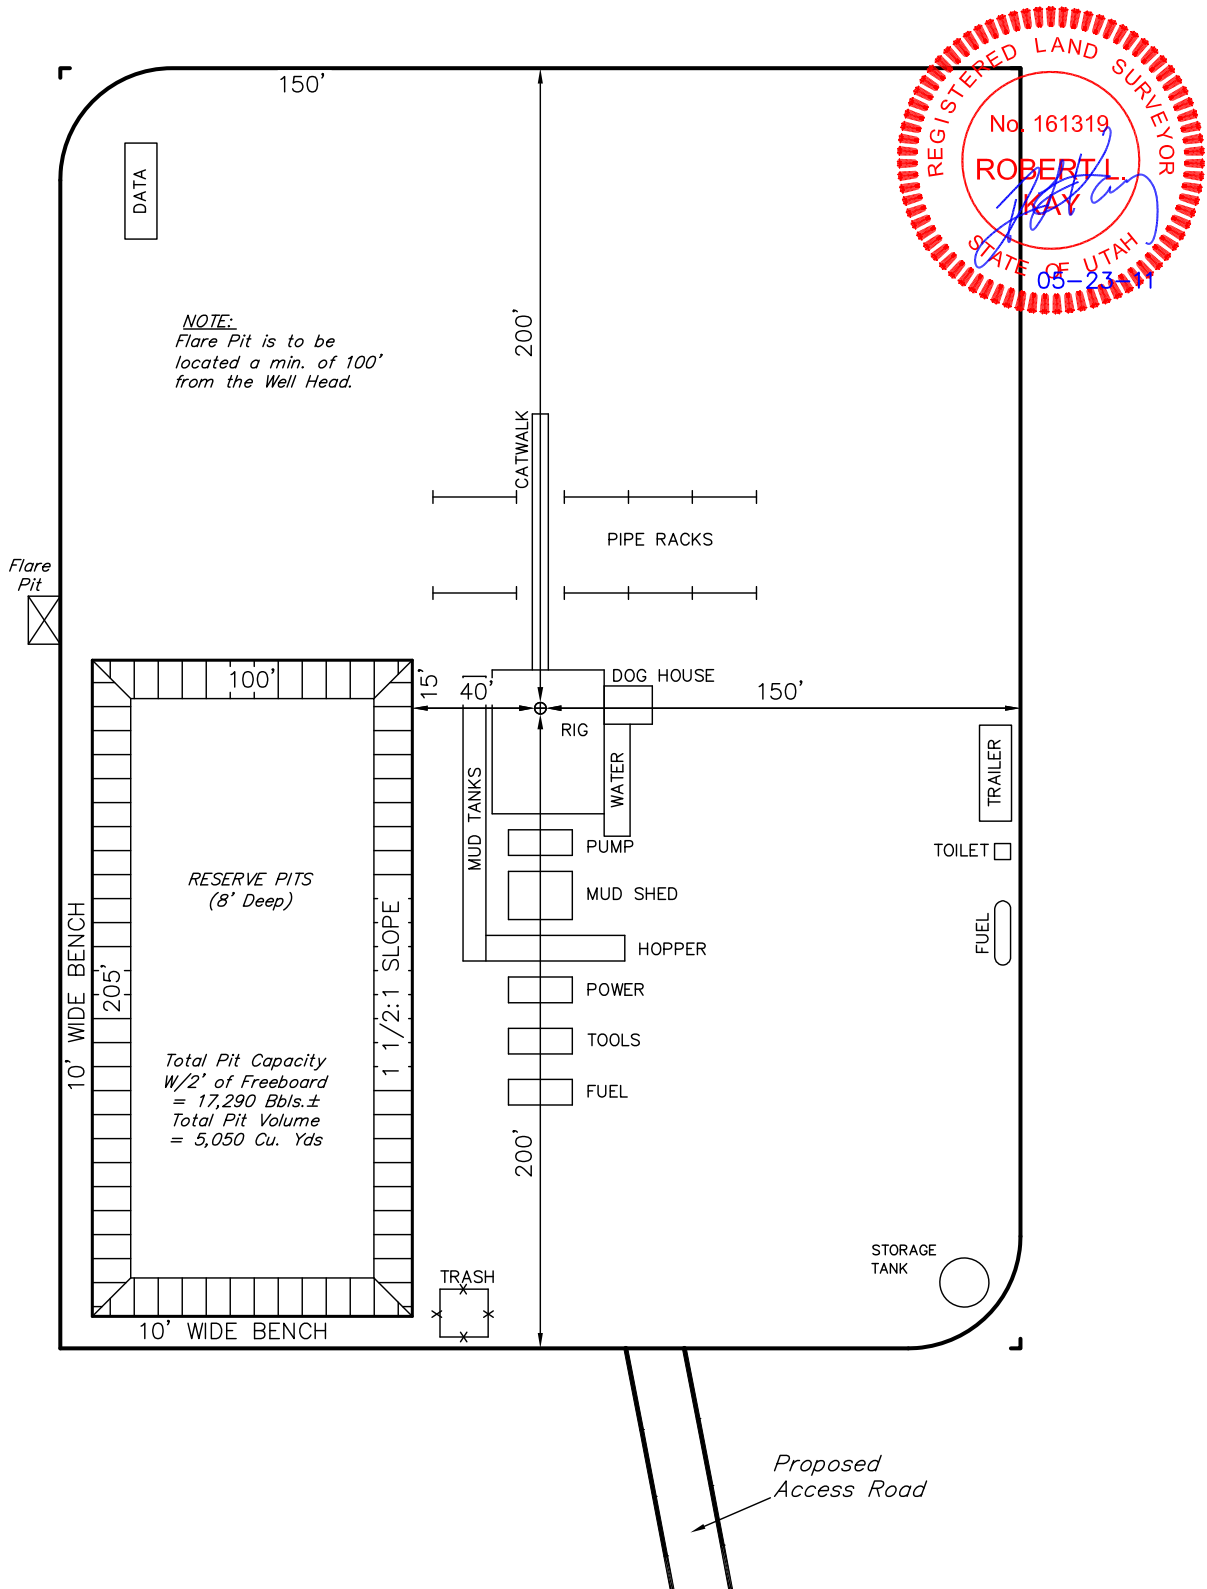 REGISTERED LAND SURVEYOR
No. 161319
ROBERT L.
KAY
STATE OF UTAH
05-23-11
150'
DATA
NOTE:
Flare Pit is to be
located a min. of 100'
from the Well Head.
200'
CATWALK
PIPE RACKS
Flare
Pit
100'
15'
40'
DOG HOUSE
150'
RIG
WATER
MUD TANKS
TRAILER
PUMP
TOILET
RESERVE PITS
(8' Deep)
MUD SHED
FUEL
HOPPER
10' WIDE BENCH
205'
1 1/2:1 SLOPE
POWER
TOOLS
Total Pit Capacity
W/2' of Freeboard
= 17,290 Bbls.±
Total Pit Volume
= 5,050 Cu. Yds
FUEL
200'
STORAGE
TANK
TRASH
10' WIDE BENCH
Proposed
Access Road